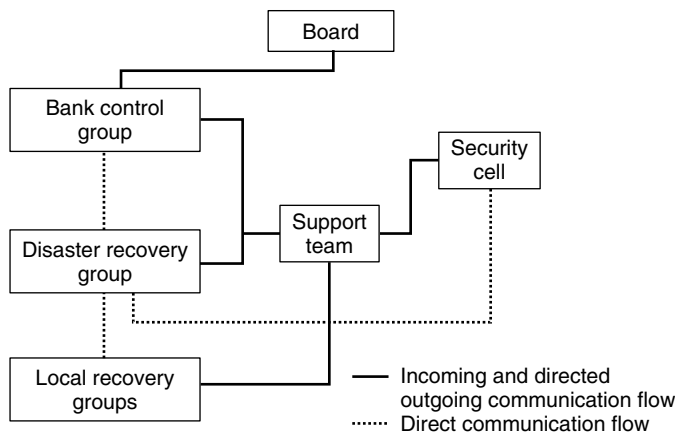 Board
Bank control
group
Security
cell
Support
team
Disaster recovery
group
Local recovery
groups
Incoming and directed
outgoing communication flow
Direct communication flow